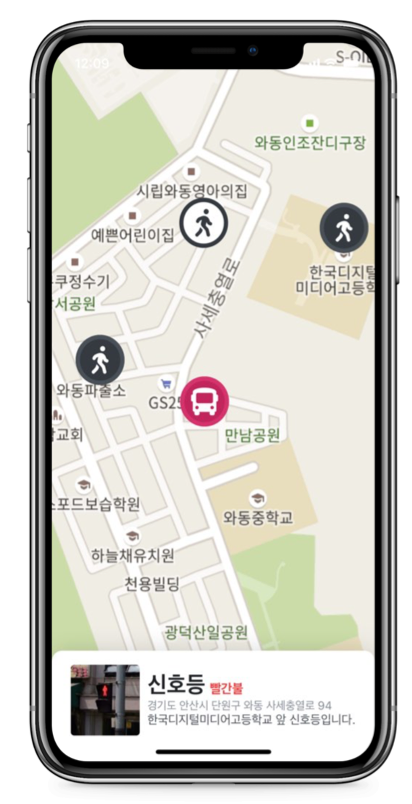 12:09
S-OIL
와동인조잔디구장
시립와동영아의집
예쁜어린이집
쿠정수기
서공원
한국디지털
미디어고등학
사세충열로
와동파출소
GS25
교회
만남공원
스포드보습학원
와동중학교
하늘채유치원
천용빌딩
광덕산일공원
신호등 빨간불
경기도 안산시 단원구 와동 사세충열로 94
한국디지털미디어고등학교 앞 신호등입니다.